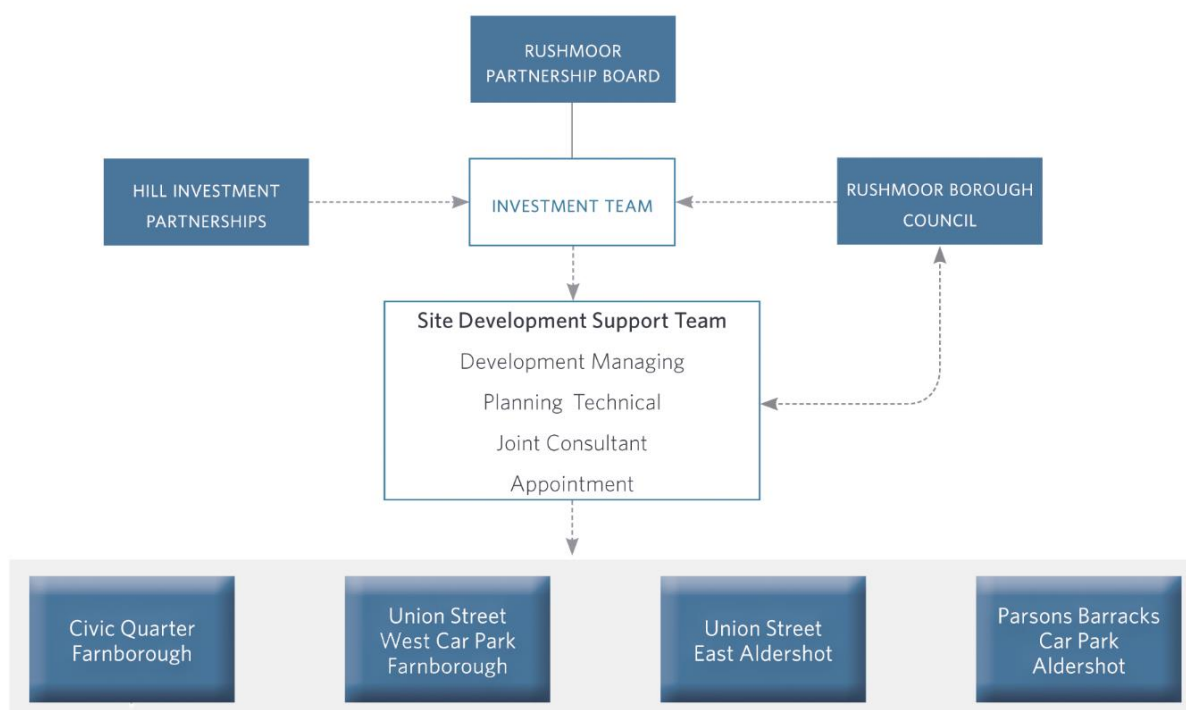 RUSHMOOR
PARTNERSHIP BOARD
HILL INVESTMENT
PARTNERSHIPS
INVESTMENT TEAM
RUSHMOOR BOROUGH
COUNCIL
Site Development Support Team
Development Managing
Planning Technical
Joint Consultant
Appointment
Civic Quarter
Farnborough
Union Street
West Car Park
Farnborough
Union Street
East Aldershot
Parsons Barracks
Car Park
Aldershot